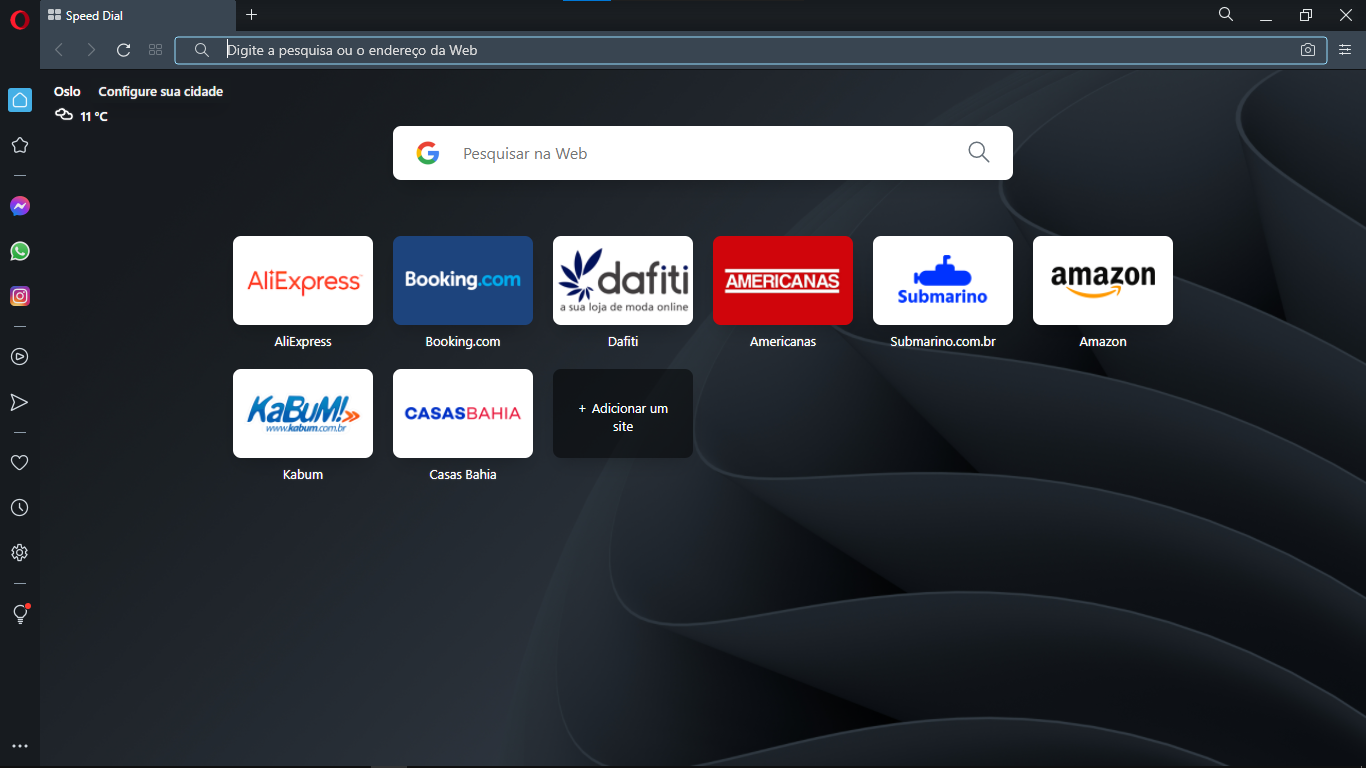 Speed Dial
Digite a pesquisa ou o endereço da Web
Oslo Configure sua cidade
11 °C
Pesquisar na Web
AliExpress
Booking.com
dafiti
a sua loja de moda online
AMERICANAS
Submarino
amazon
AliExpress
Booking.com
Dafiti
Americanas
Submarino.com.br
Amazon
KaBuM!
www.kabum.com.br
CASASBAHIA
+ Adicionar um
site
Kabum
Casas Bahia